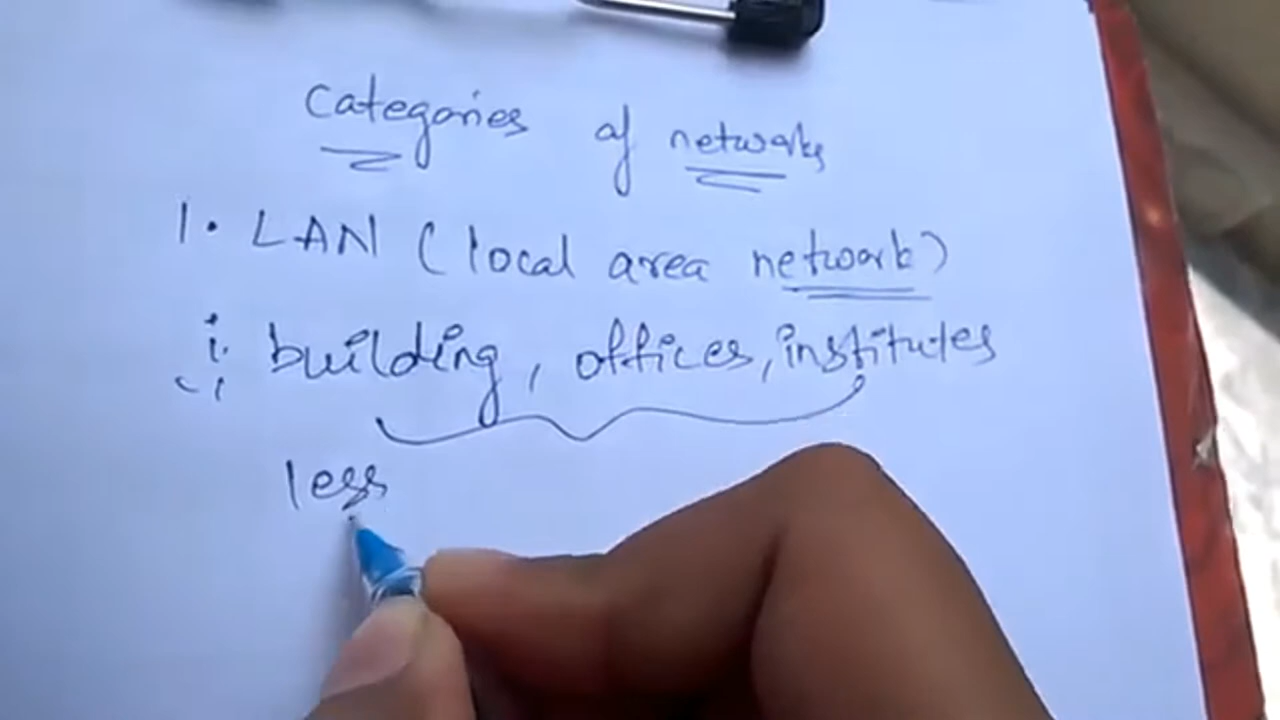 Categories of networks
1. LAN (local area network)
i. building, offices, institutes
less